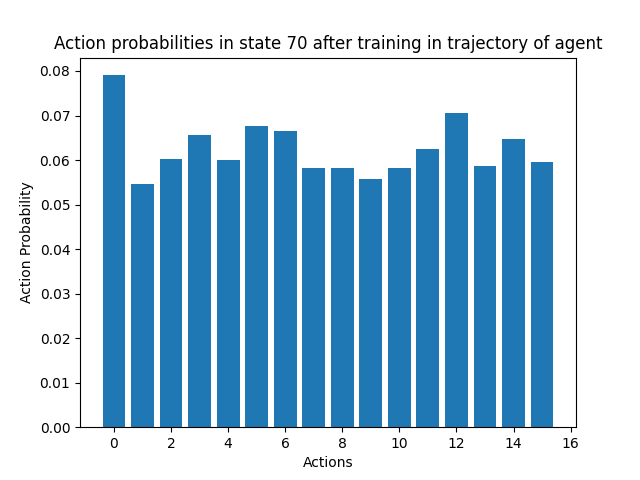 Action probabilities in state 70 after training in trajectory of agent
0.08
0.07
0.06
0.05
0.04
0.03
0.02
0.01
0.00
Action Probability
0 2 4 6 8 10 12 14 16
Actions